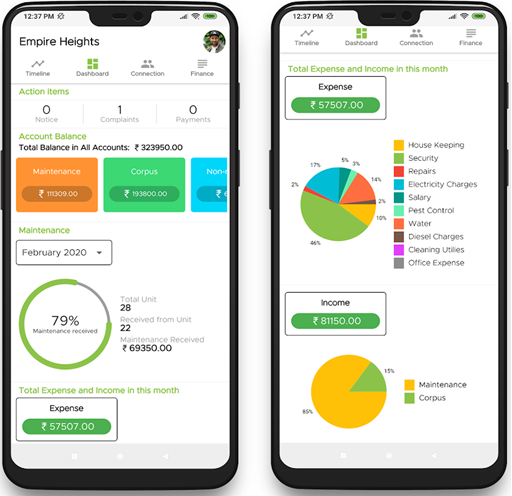 12:37 PM
Empire Heights
Timeline
Dashboard
Connection
Finance
Action Items
0
1
0
Notice
Complaints
Payments
Account Balance
Total Balance in All Accounts: ₹ 323950.00
Maintenance
Corpus
₹ 111309.00
₹ 193800.00
Maintenance
February 2020
79%
Maintenance received
Total Unit
28
Received from Unit
22
Maintenance Received
₹ 69350.00
Total Expense and Income in this month
Expense
₹ 57507.00
12:37 PM
Timeline
Dashboard
Connection
Finance
Total Expense and Income in this month
Expense
₹ 57507.00
17%
5%
3%
14%
2%
10%
46%
2%
House Keeping
Security
Repairs
Electricity Charges
Salary
Pest Control
Water
Diesel Charges
Cleaning Utilies
Office Expense
Income
₹ 81150.00
15%
85%
Maintenance
Corpus